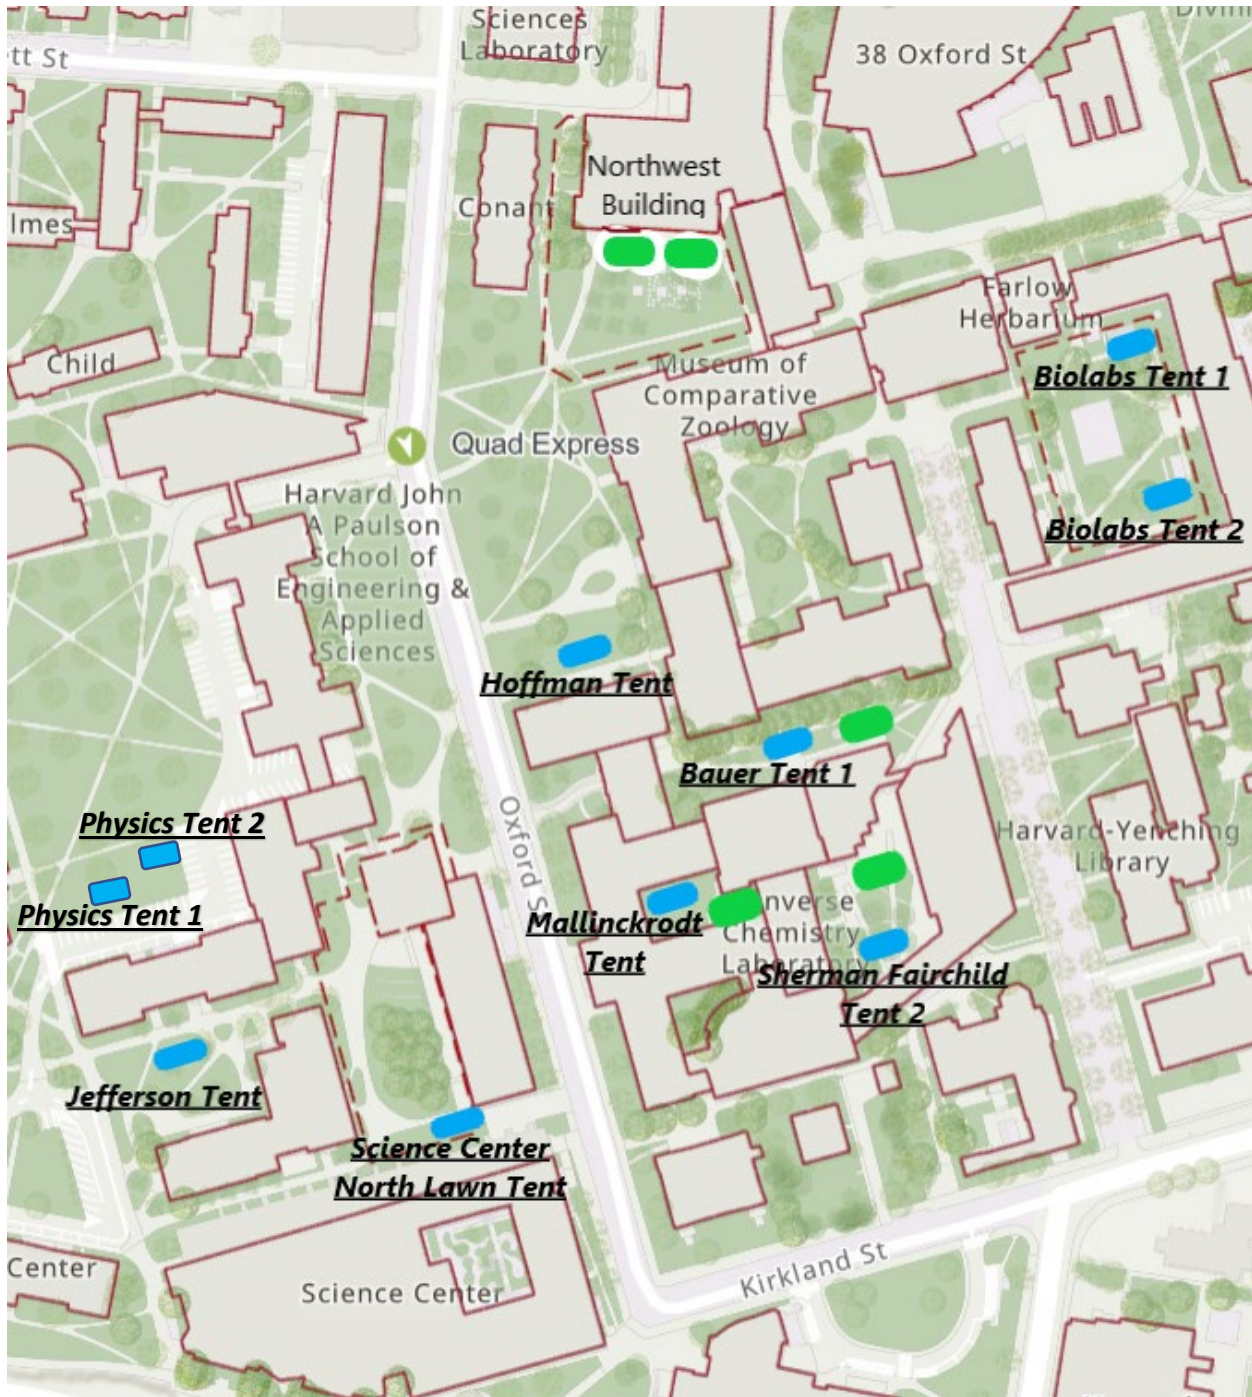 Sciences
Laboratory
Divini
ett St
38 Oxford St
Northwest
Building
Conant
lmes
Farlow
Herbarium
Child
Museum of
Comparative
Zoology
Biolabs Tent 1
Quad Express
Harvard John
A Paulson
School of
Engineering &
Applied
Sciences
Biolabs Tent 2
Hoffman Tent
Bauer Tent 1
Oxford St
Physics Tent 2
Harvard-Yenching
Library
Physics Tent 1
Mallinckrodt
Tent
nverse
Chemistry
Laboratory
Sherman Fairchild
Tent 2
Jefferson Tent
Science Center
North Lawn Tent
Kirkland St
Center
Science Center